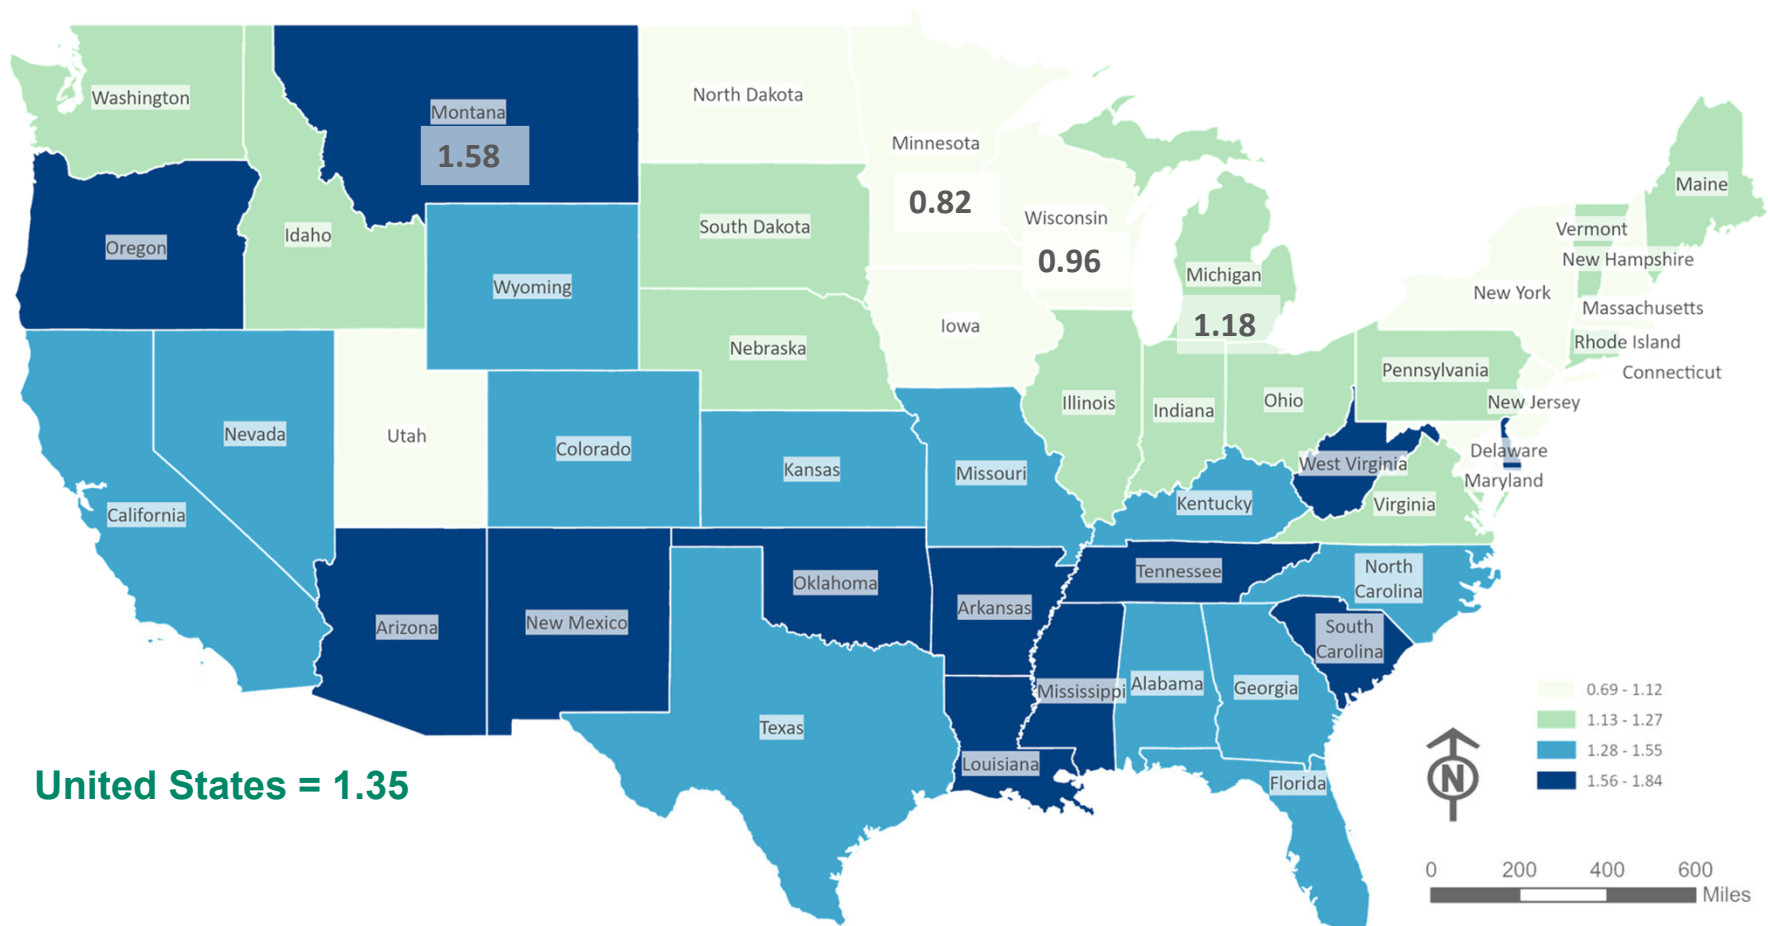 Washington
Montana
1.58
North Dakota
Minnesota
0.82
Wisconsin
0.96
Michigan
1.18
Maine
Vermont
New Hampshire
New York
Massachusetts
Rhode Island
Connecticut
Oregon
Idaho
Wyoming
South Dakota
Nebraska
Iowa
Illinois
Indiana
Ohio
Pennsylvania
New Jersey
Delaware
Maryland
West Virginia
Virginia
Nevada
Utah
Colorado
Kansas
Missouri
Kentucky
California
Arizona
New Mexico
Oklahoma
Arkansas
Tennessee
North
Carolina
South
Carolina
Mississippi
Alabama
Georgia
Texas
Louisiana
Florida
United States = 1.35
0.69 - 1.12
1.13 - 1.27
1.28 - 1.55
1.56 - 1.84
N
0 200 400 600
Miles